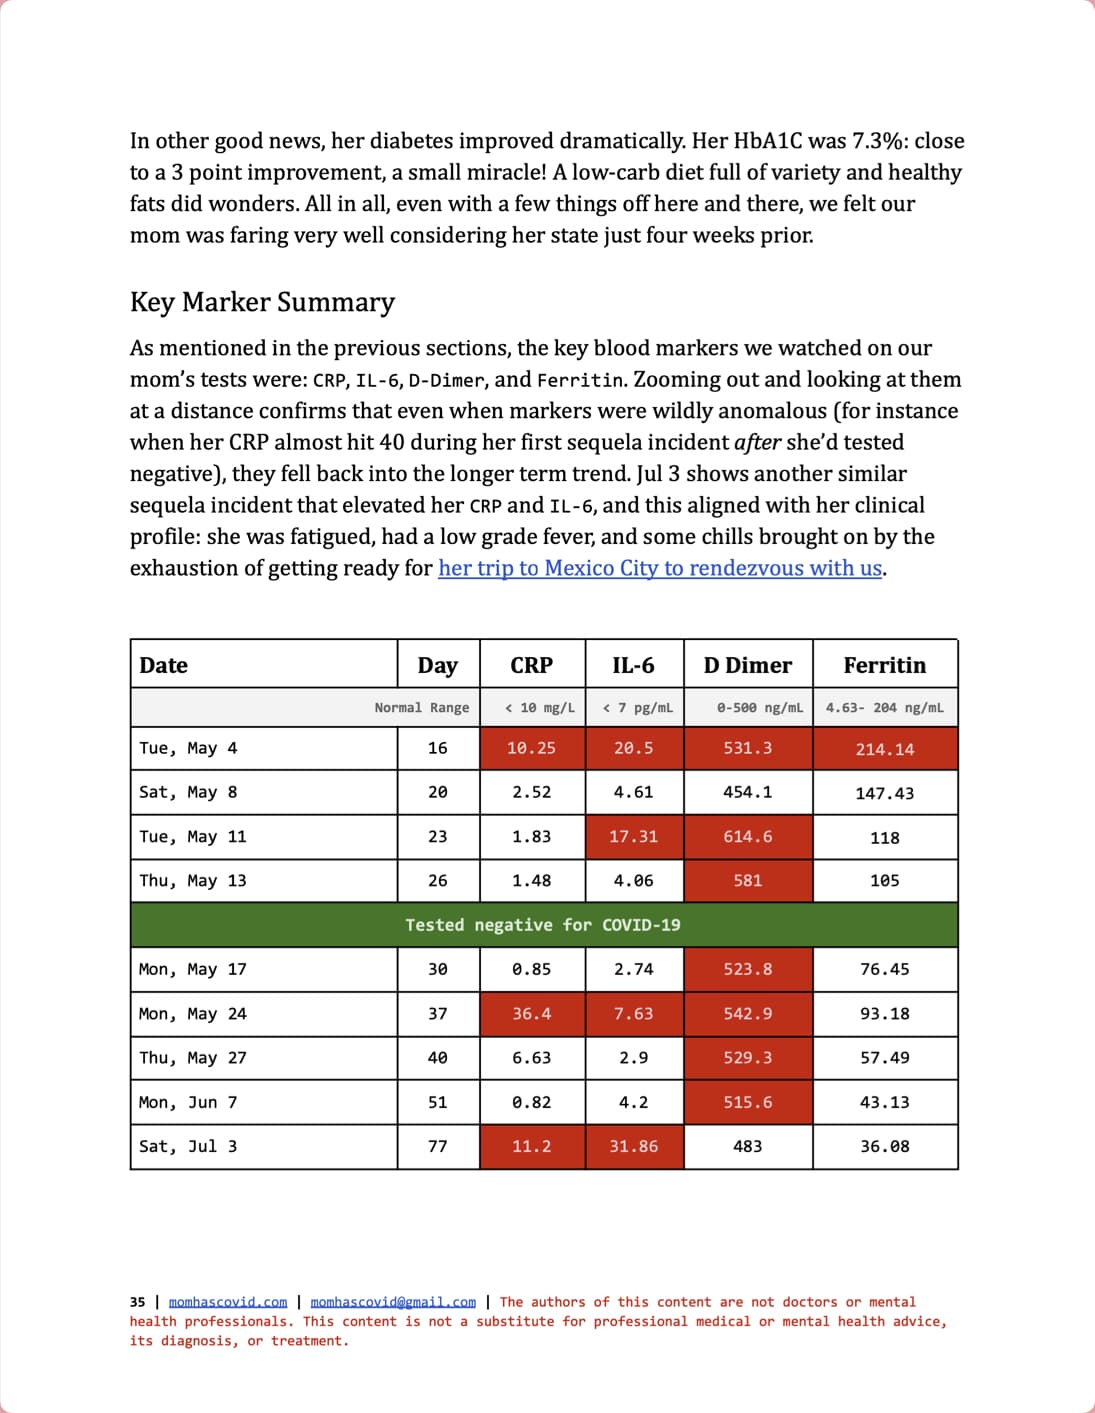 In other good news, her diabetes improved dramatically. Her HbA1C was 7.3%: close
to a 3 point improvement, a small miracle! A low-carb diet full of variety and healthy
fats did wonders. All in all, even with a few things off here and there, we felt our
mom was faring very well considering her state just four weeks prior.
Key Marker Summary
As mentioned in the previous sections, the key blood markers we watched on our
mom’s tests were: CRP, IL-6, D-Dimer, and Ferritin. Zooming out and looking at them
at a distance confirms that even when markers were wildly anomalous (for instance
when her CRP almost hit 40 during her first sequela incident after she’d tested
negative), they fell back into the longer term trend. Jul 3 shows another similar
sequela incident that elevated her CRP and IL-6, and this aligned with her clinical
profile: she was fatigued, had a low grade fever, and some chills brought on by the
exhaustion of getting ready for her trip to Mexico City to rendezvous with us.
Date Day CRP IL-6 D Dimer Ferritin
Normal Range < 10 mg/L < 7 pg/mL 0-500 ng/mL 4.63- 204 ng/mL
Tue, May 4 16 10.25 20.5 531.3 214.14
Sat, May 8 20 2.52 4.61 454.1 147.43
Tue, May 11 23 1.83 17.31 614.6 118
Thu, May 13 26 1.48 4.06 581 105
Tested negative for COVID-19
Mon, May 17 30 0.85 2.74 523.8 76.45
Mon, May 24 37 36.4 7.63 542.9 93.18
Thu, May 27 40 6.63 2.9 529.3 57.49
Mon, Jun 7 51 0.82 4.2 515.6 43.13
Sat, Jul 3 77 11.2 31.86 483 36.08
35 | momhascovid.com | momhascovid@gmail.com | The authors of this content are not doctors or mental
health professionals. This content is not a substitute for professional medical or mental health advice,
its diagnosis, or treatment.